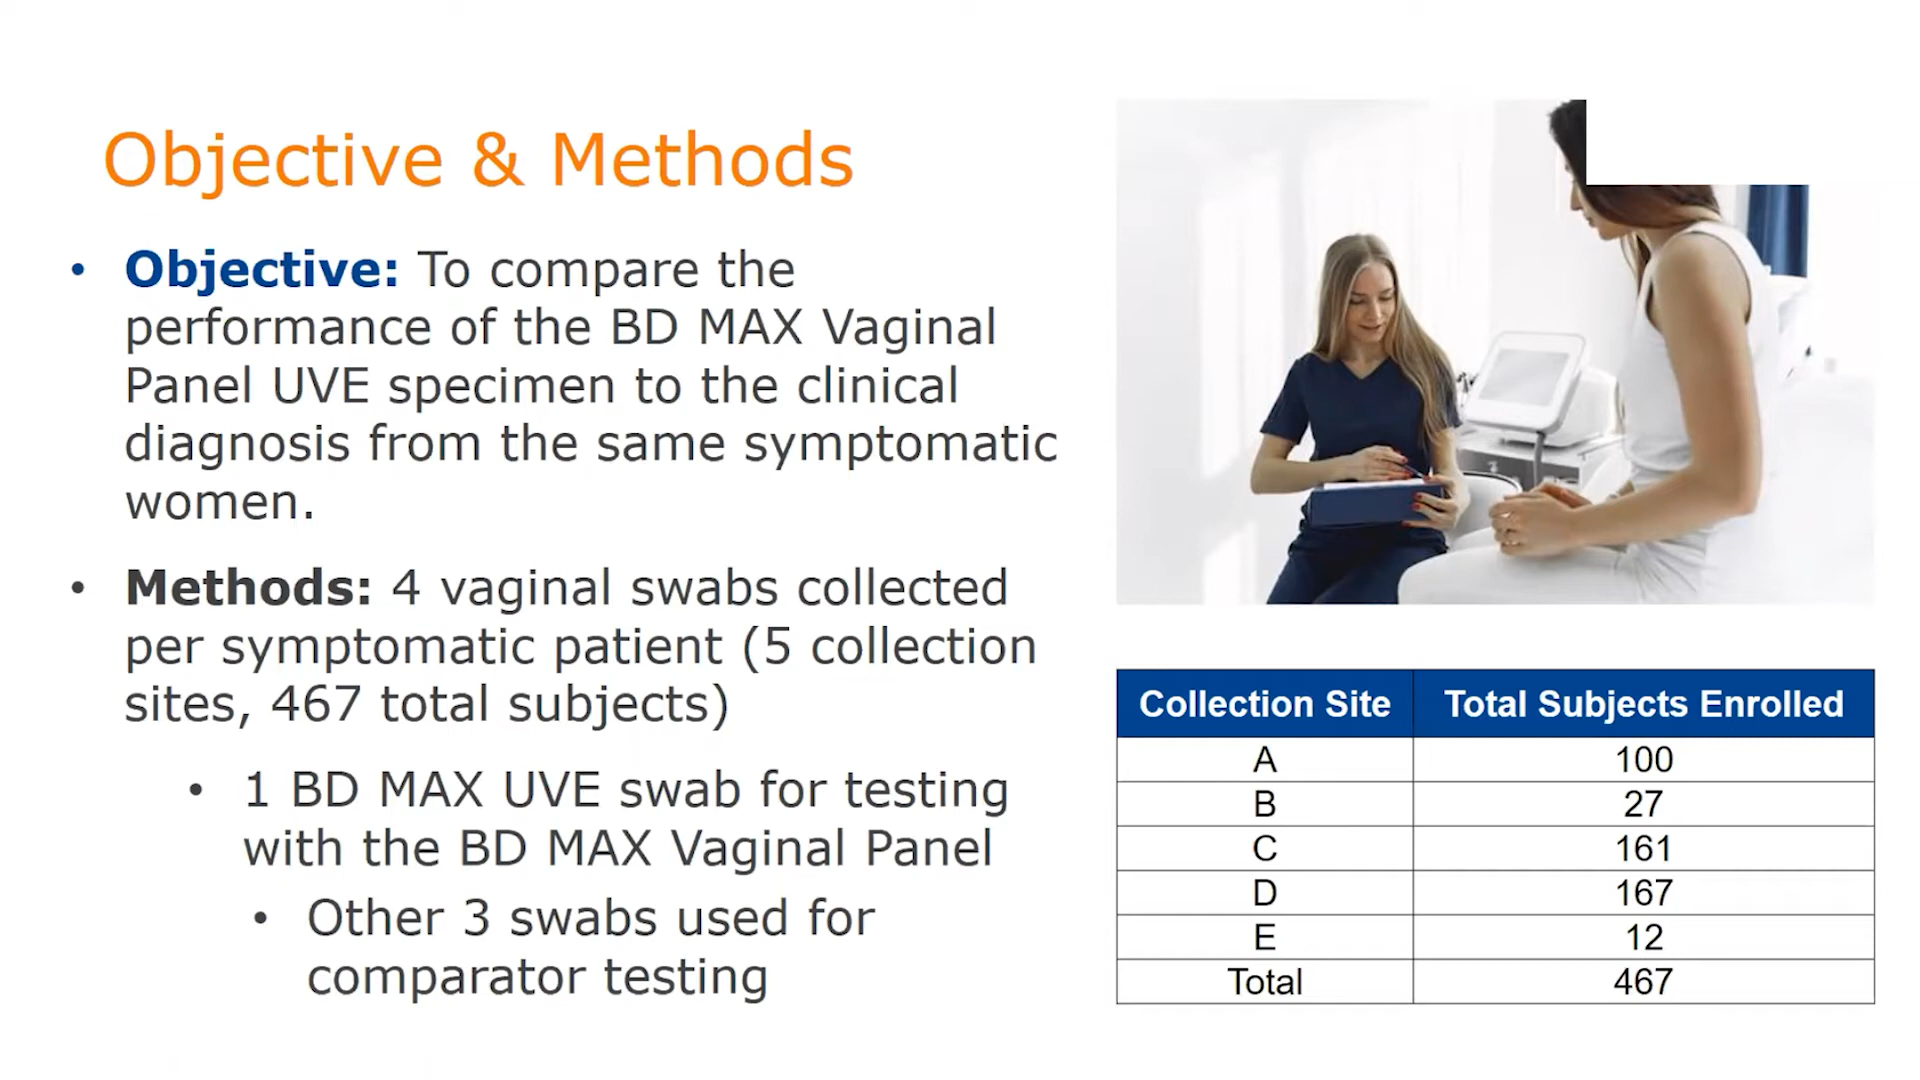 Objective & Methods
• Objective: To compare the
performance of the BD MAX Vaginal
Panel UVE specimen to the clinical
diagnosis from the same symptomatic
women.
• Methods: 4 vaginal swabs collected
per symptomatic patient (5 collection
sites, 467 total subjects)
• 1 BD MAX UVE swab for testing
with the BD MAX Vaginal Panel
• Other 3 swabs used for
comparator testing
Collection Site Total Subjects Enrolled
A 100
B 27
C 161
D 167
E 12
Total 467